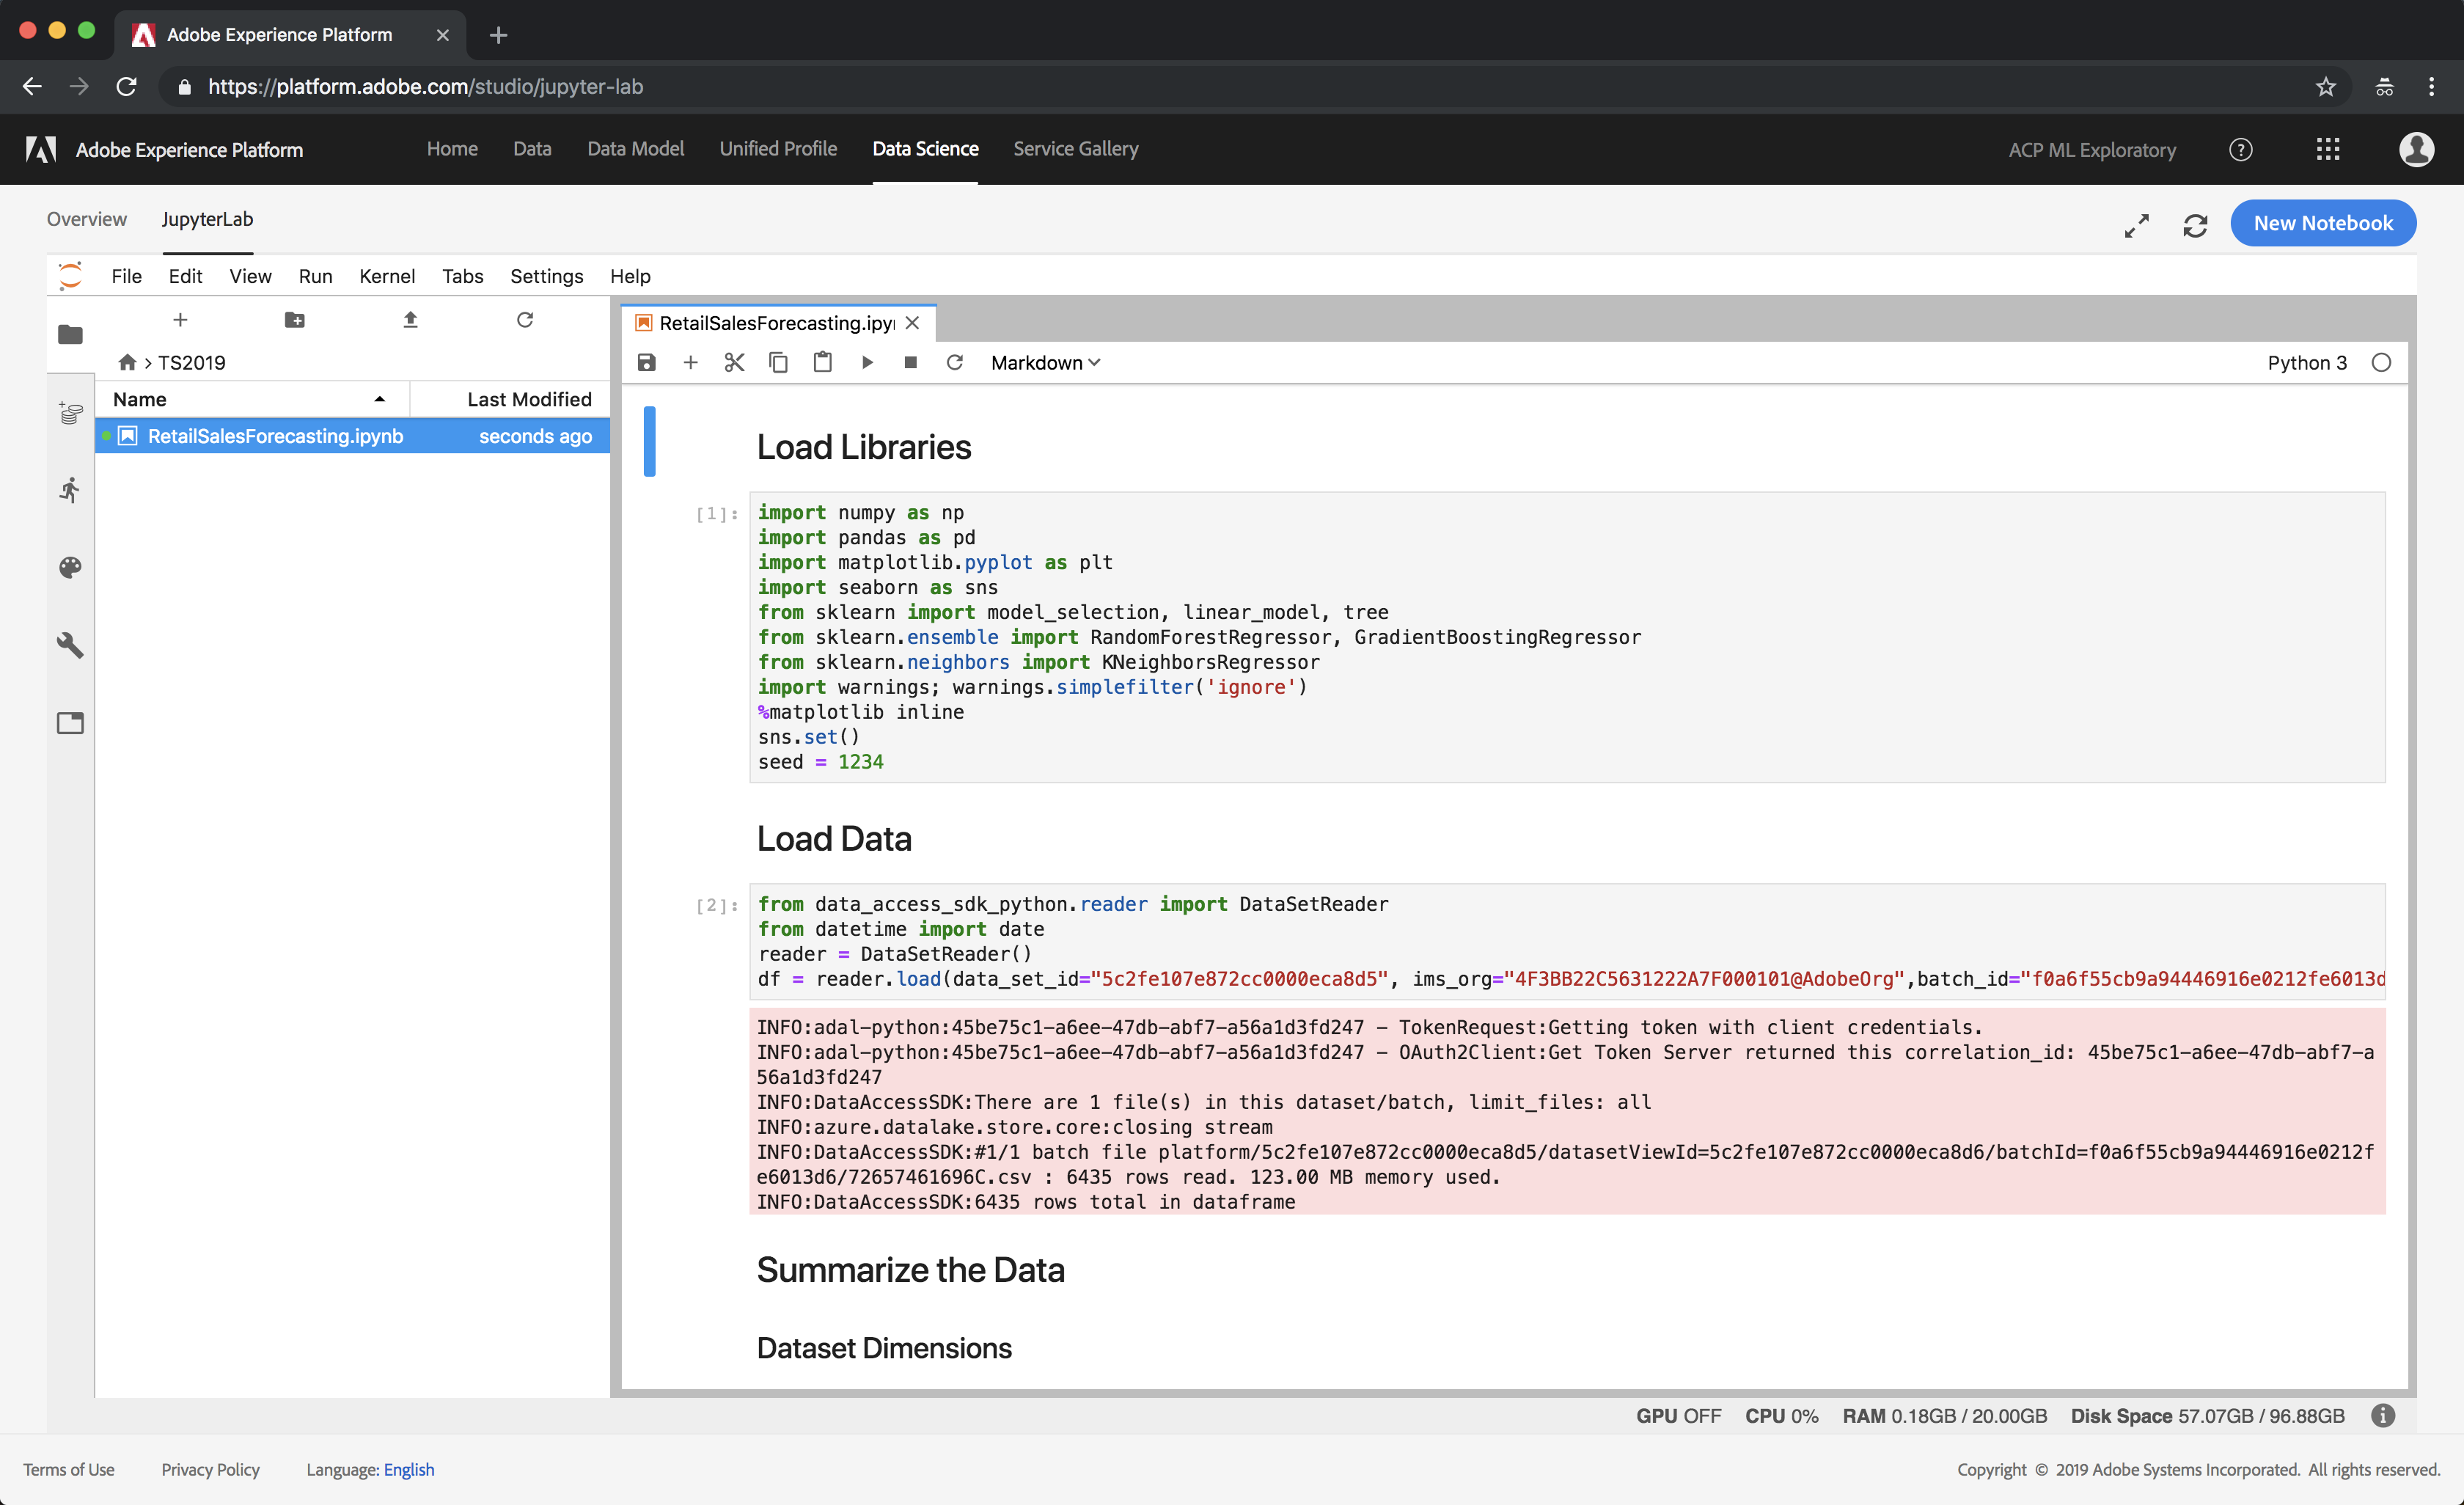 Adobe Experience Platform
https://platform.adobe.com/studio/jupyter-lab
Adobe Experience Platform Home Data Data Model Unified Profile Data Science Service Gallery ACP ML Exploratory
Overview JupyterLab New Notebook
File Edit View Run Kernel Tabs Settings Help
RetailSalesForecasting.ipyn
TS2019
Markdown Python 3
Name Last Modified
RetailSalesForecasting.ipynb seconds ago
Load Libraries
[1]:
import numpy as np
import pandas as pd
import matplotlib.pyplot as plt
import seaborn as sns
from sklearn import model_selection, linear_model, tree
from sklearn.ensemble import RandomForestRegressor, GradientBoostingRegressor
from sklearn.neighbors import KNeighborsRegressor
import warnings; warnings.simplefilter('ignore')
%matplotlib inline
sns.set()
seed = 1234
Load Data
[2]:
from data_access_sdk_python.reader import DataSetReader
from datetime import date
reader = DataSetReader()
df = reader.load(data_set_id="5c2fe107e872cc0000eca8d5", ims_org="4F3BB22C5631222A7F000101@AdobeOrg",batch_id="f0a6f55cb9a94446916e0212fe6013d
INFO:adal-python:45be75c1-a6ee-47db-abf7-a56a1d3fd247 - TokenRequest:Getting token with client credentials.
INFO:adal-python:45be75c1-a6ee-47db-abf7-a56a1d3fd247 - OAuth2Client:Get Token Server returned this correlation_id: 45be75c1-a6ee-47db-abf7-a
56a1d3fd247
INFO:DataAccessSDK:There are 1 file(s) in this dataset/batch, limit_files: all
INFO:azure.datalake.store.core:closing stream
INFO:DataAccessSDK:#1/1 batch file platform/5c2fe107e872cc0000eca8d5/datasetViewId=5c2fe107e872cc0000eca8d6/batchId=f0a6f55cb9a94446916e0212f
e6013d6/72657461696C.csv : 6435 rows read. 123.00 MB memory used.
INFO:DataAccessSDK:6435 rows total in dataframe
Summarize the Data
Dataset Dimensions
GPU OFF CPU 0% RAM 0.18GB / 20.00GB Disk Space 57.07GB / 96.88GB
Terms of Use Privacy Policy Language: English Copyright © 2019 Adobe Systems Incorporated. All rights reserved.